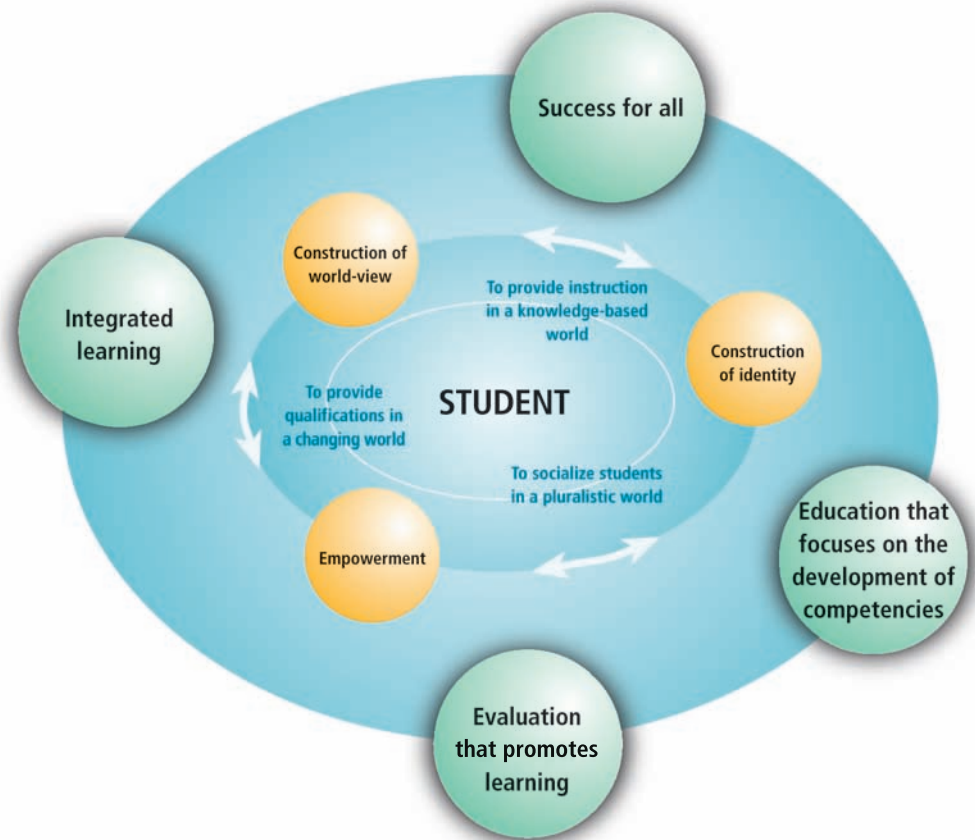 Success for all
Construction of
world-view
To provide instruction
in a knowledge-based
world
Integrated
learning
Construction
of identity
To provide
qualifications in
a changing world
STUDENT
To socialize students
in a pluralistic world
Education that
focuses on the
development of
competencies
Empowerment
Evaluation
that promotes
learning